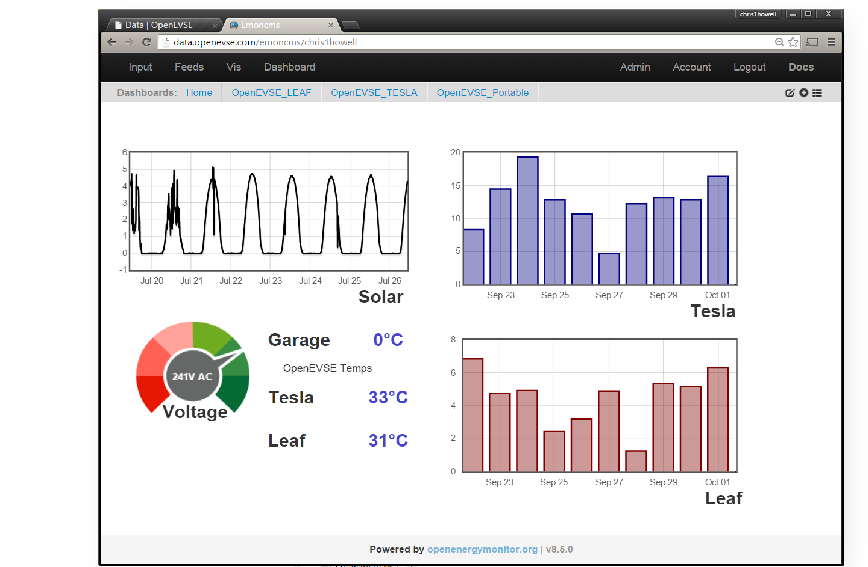 chris1howell
Data | OpenEVSE
Emoncms
data.openevse.com/emoncms/chris1howell
Input Feeds Vis Dashboard Admin Account Logout Docs
Dashboards: Home OpenEVSE_LEAF OpenEVSE_TESLA OpenEVSE_Portable
6
5
4
3
2
1
0
-1
Jul 20 Jul 21 Jul 22 Jul 23 Jul 24 Jul 25 Jul 26
Solar
20
15
10
5
0
Sep 23 Sep 25 Sep 27 Sep 29 Oct 01
Tesla
241V AC
Voltage
Garage 0°C
OpenEVSE Temps
Tesla 33°C
Leaf 31°C
8
6
4
2
0
Sep 23 Sep 25 Sep 27 Sep 29 Oct 01
Leaf
Powered by openenergymonitor.org | v8.5.0